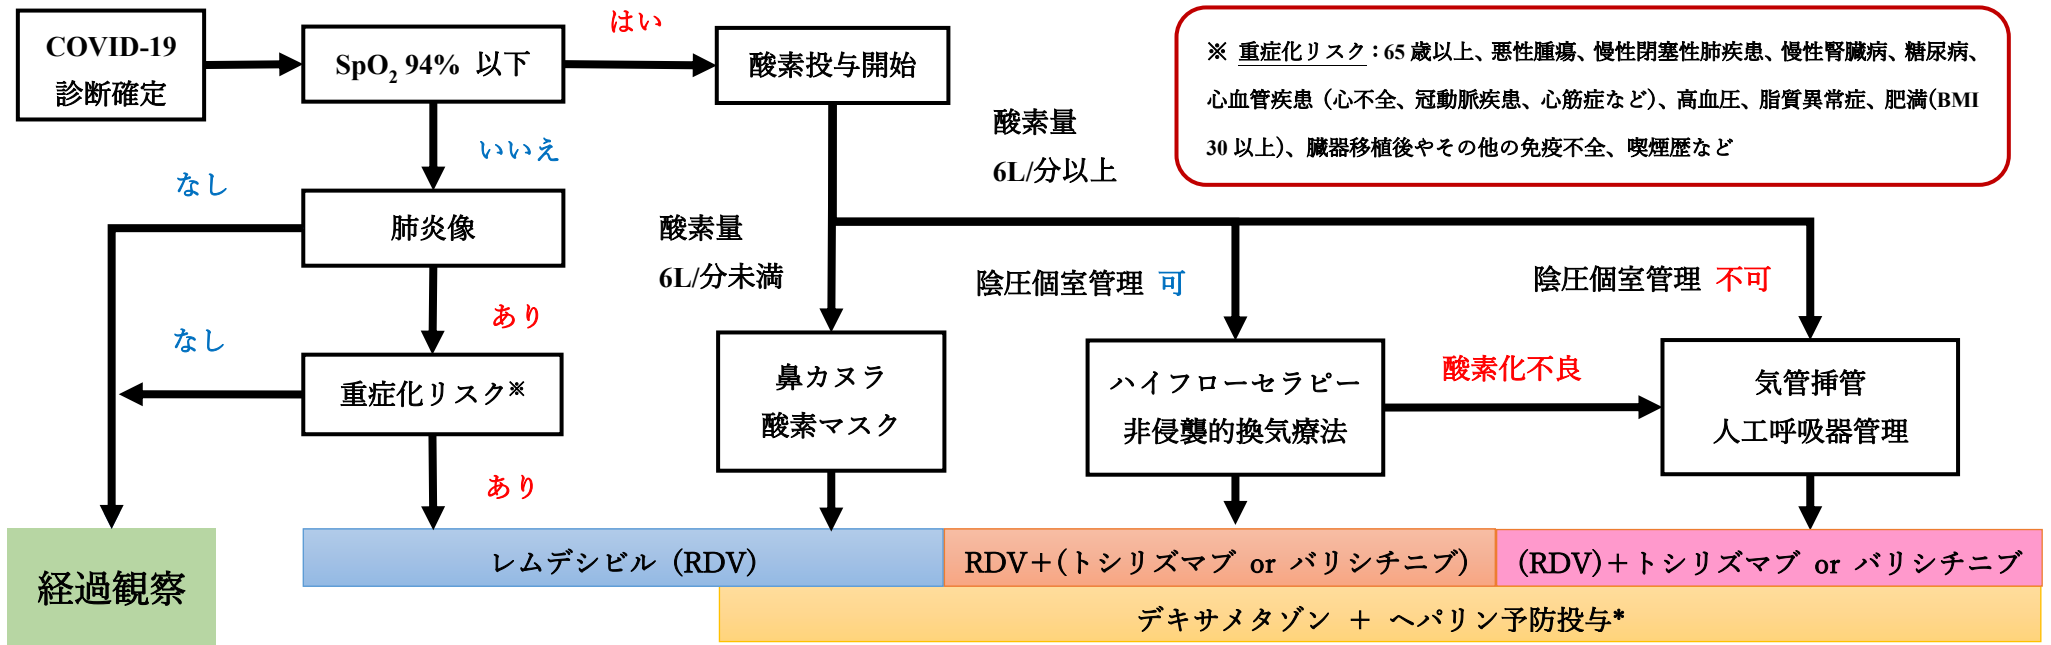 COVID-19
診断確定
SpO2 94% 以下
はい
酸素投与開始
※ 重症化リスク：65 歳以上、悪性腫瘍、慢性閉塞性肺疾患、慢性腎臓病、糖尿病、
心血管疾患（心不全、冠動脈疾患、心筋症など）、高血圧、脂質異常症、肥満(BMI
30 以上)、臓器移植後やその他の免疫不全、喫煙歴など
いいえ
酸素量
6L/分以上
なし
肺炎像
酸素量
6L/分未満
陰圧個室管理 可
陰圧個室管理 不可
あり
なし
重症化リスク※
鼻カヌラ
酸素マスク
ハイフローセラピー
非侵襲的換気療法
酸素化不良
気管挿管
人工呼吸器管理
あり
経過観察
レムデシビル (RDV)
RDV＋(トシリズマブ or バリシチニブ)
(RDV)＋トシリズマブ or バリシチニブ
デキサメタゾン ＋ ヘパリン予防投与*